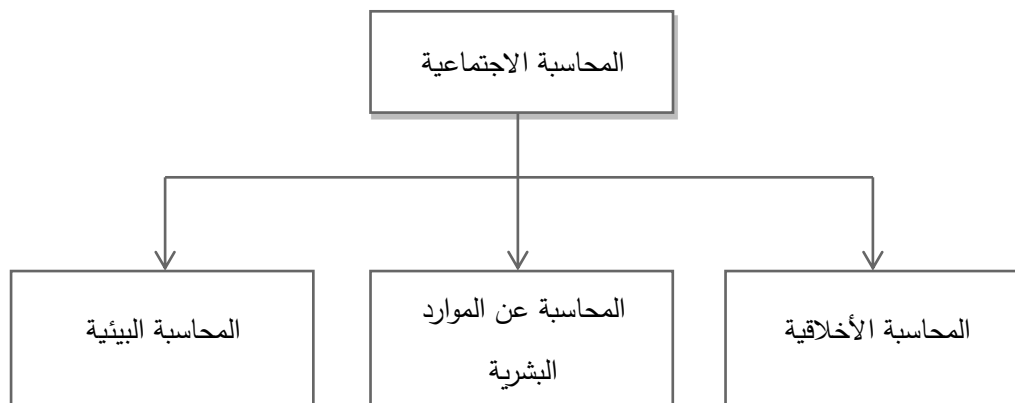 المحاسبة الاجتماعية
المحاسبة الأخلاقية
المحاسبة عن الموارد
البشرية
المحاسبة البيئية